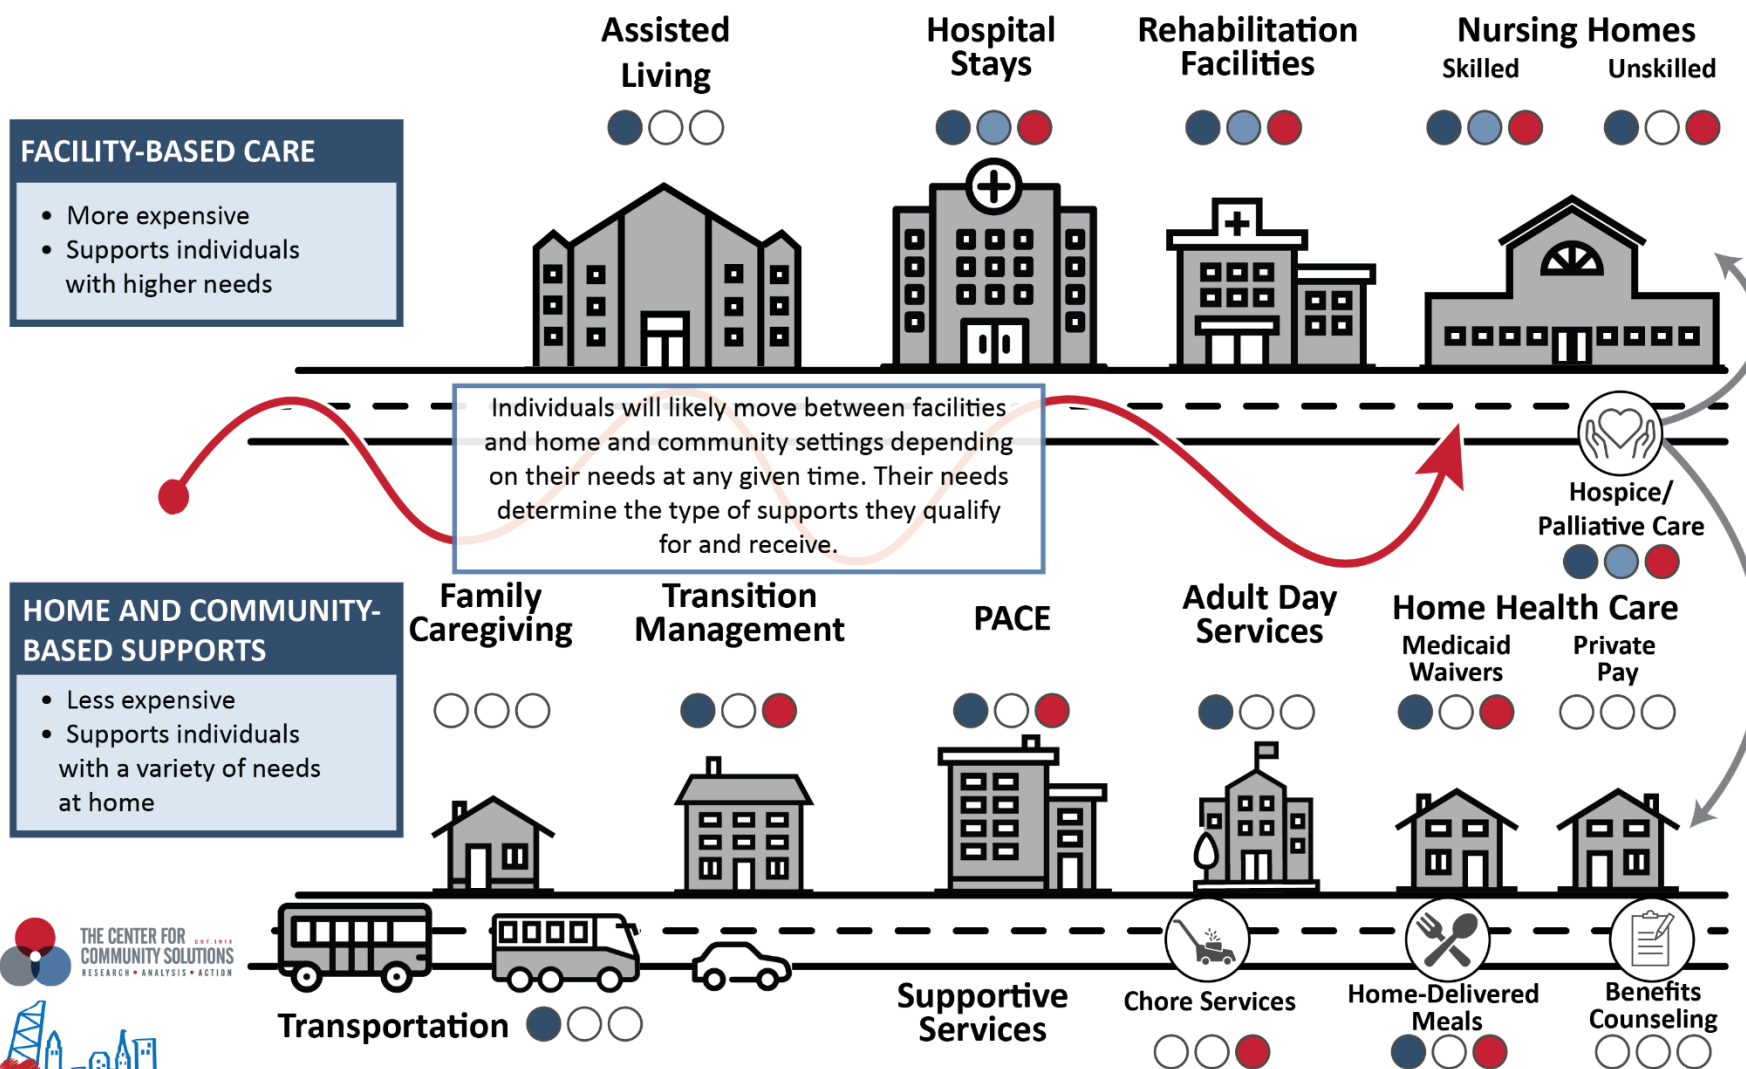 Assisted
Living
Hospital
Stays
Rehabilitation
Facilities
Nursing Homes
Skilled
Unskilled
FACILITY-BASED CARE
• More expensive
• Supports individuals
with higher needs
Individuals will likely move between facilities
and home and community settings depending
on their needs at any given time. Their needs
determine the type of supports they qualify
for and receive.
Hospice/
Palliative Care
HOME AND COMMUNITY-
BASED SUPPORTS
• Less expensive
• Supports individuals
with a variety of needs
at home
Family
Caregiving
Transition
Management
PACE
Adult Day
Services
Home Health Care
Medicaid
Waivers
Private
Pay
THE CENTER FOR
EST.1913
COMMUNITY SOLUTIONS
RESEARCH • ANALYSIS • ACTION
Transportation
Supportive
Services
Chore Services
Home-Delivered
Meals
Benefits
Counseling